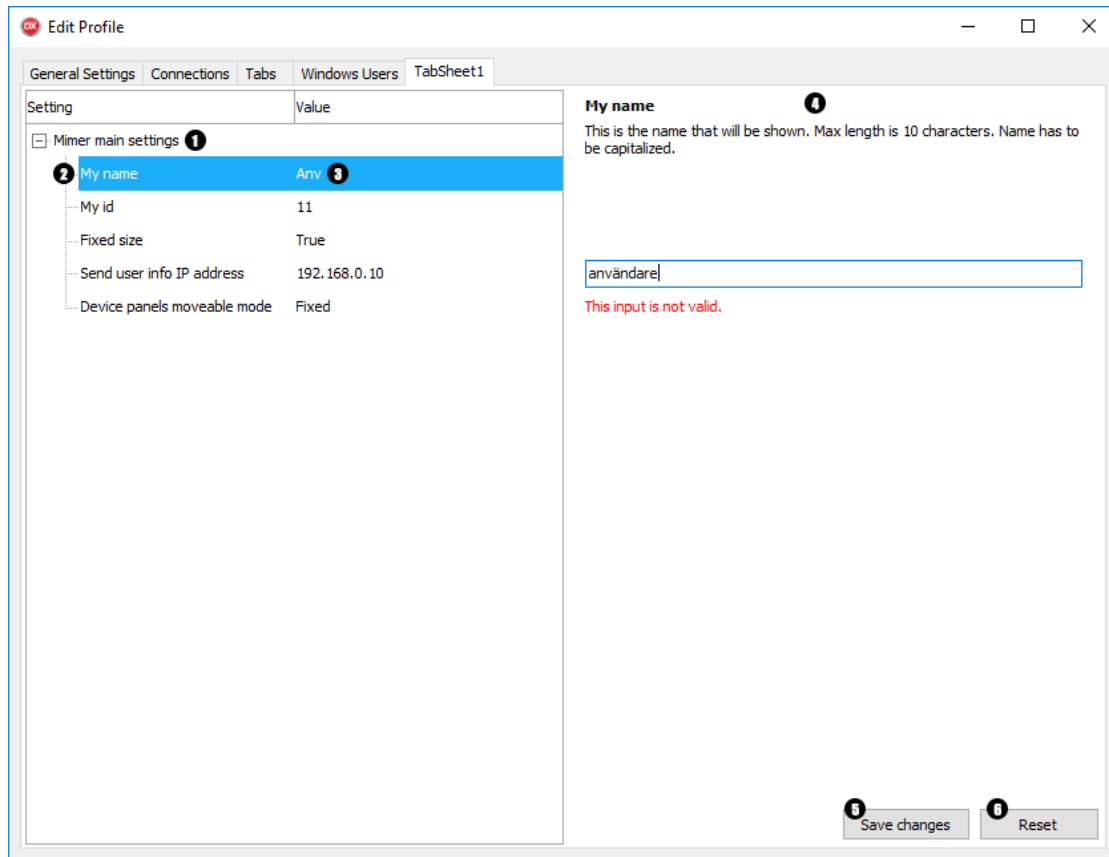 DX Edit Profile
General Settings Connections Tabs Windows Users TabSheet1
Setting Value
Mimer main settings 1
2 My name Anv 3
My id 11
Fixed size True
Send user info IP address 192.168.0.10
Device panels moveable mode Fixed
My name 4
This is the name that will be shown. Max length is 10 characters. Name has to
be capitalized.
användare
This input is not valid.
5 Save changes
6 Reset